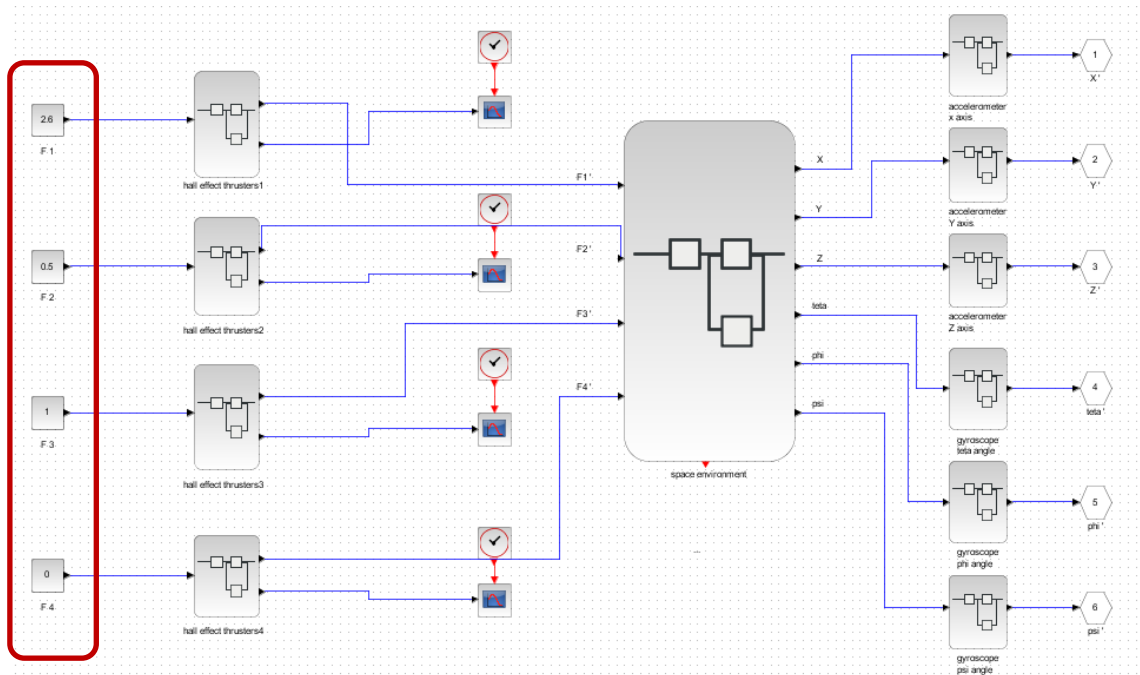 2.6
F 1
hall effect thrusters1
F1'
0.5
F 2
hall effect thrusters2
F2'
1
F 3
hall effect thrusters3
F3'
0
F 4
hall effect thrusters4
F4'
space environment
...
X
Y
Z
teta
phi
psi
accelerometer
x axis
1
X '
accelerometer
Y axis
2
Y '
accelerometer
Z axis
3
Z '
gyroscope
teta angle
4
teta '
gyroscope
phi angle
5
phi '
gyroscope
psi angle
6
psi '